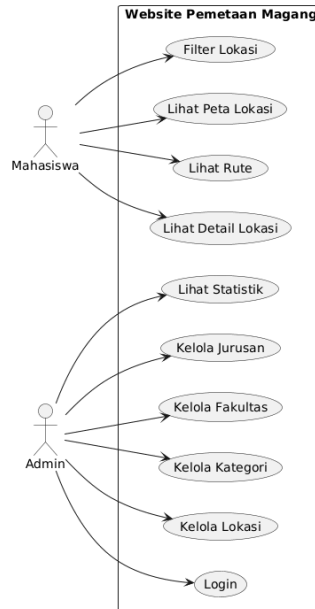 Website Pemetaan Magang
Filter Lokasi
Lihat Peta Lokasi
Mahasiswa
Lihat Rute
Lihat Detail Lokasi
Lihat Statistik
Kelola Jurusan
Kelola Fakultas
Admin
Kelola Kategori
Kelola Lokasi
Login